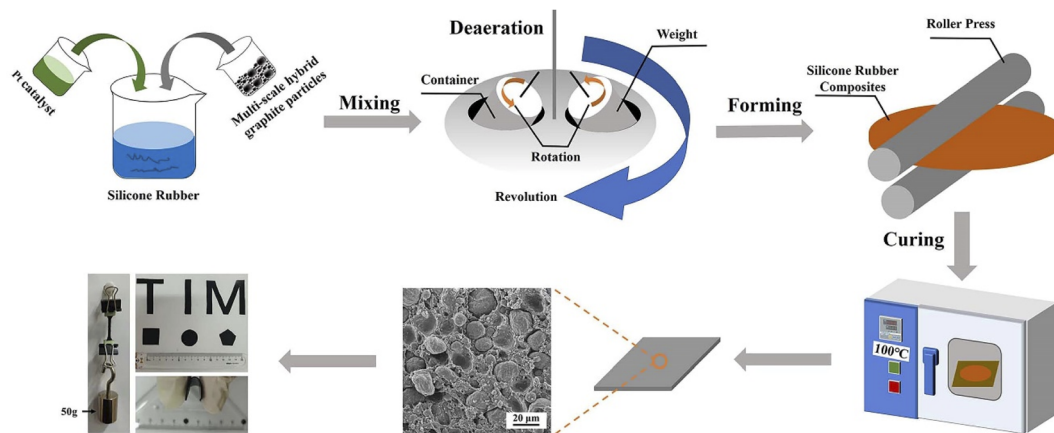 Pt catalyst
Multi-scale hybrid
graphite particles
Silicone Rubber
Mixing
Deaeration
Container
Weight
Rotation
Revolution
Forming
Roller Press
Silicone Rubber
Composites
Curing
100°C
20 μm
TIM
50g